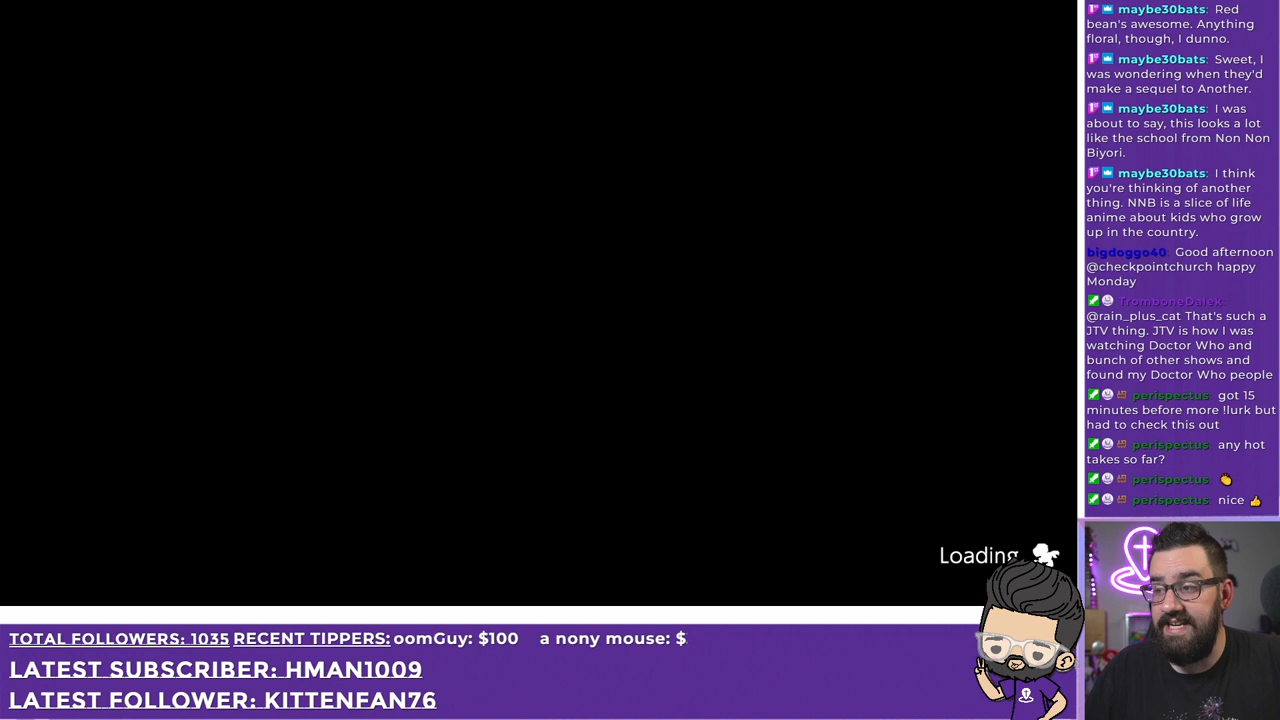 maybe30bats: Red
bean's awesome. Anything
floral, though, I dunno.
maybe30bats: Sweet, I
was wondering when they'd
make a sequel to Another.
maybe30bats: I was
about to say, this looks a lot
like the school from Non Non
Biyori.
maybe30bats: I think
you're thinking of another
thing. NNB is a slice of life
anime about kids who grow
up in the country.
bigdoggo40: Good afternoon
@checkpointchurch happy
Monday
TromboneDalek:
@rain_plus_cat That's such a
JTV thing. JTV is how I was
watching Doctor Who and
bunch of other shows and
found my Doctor Who people
perispectus: got 15
minutes before more !lurk but
had to check this out
perispectus: any hot
takes so far?
perispectus: 👏
perispectus: nice 👍
Loading
TOTAL FOLLOWERS: 1035 RECENT TIPPERS: oomGuy: $100 a nony mouse: $
LATEST SUBSCRIBER: HMAN1009
LATEST FOLLOWER: KITTENFAN76